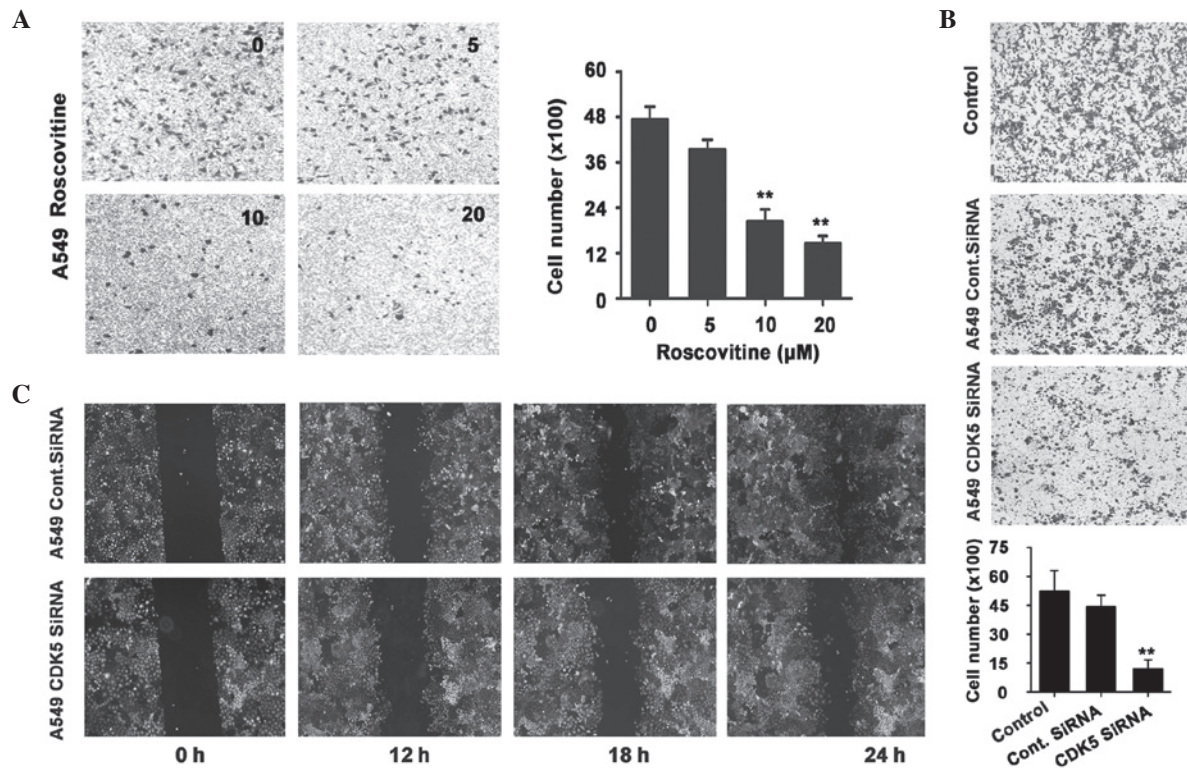 A
A549 Roscovitine
0
5
10
20
Cell number (x100)
60
48
36
24
12
0
**
**
0 5 10 20
Roscovitine (µM)
B
Control
A549 Cont.SiRNA
A549 CDK5 SiRNA
Cell number (x100)
75
60
45
30
15
0
**
Control
Cont. SiRNA
CDK5 SiRNA
C
A549 Cont.SiRNA
A549 CDK5 SiRNA
0 h 12 h 18 h 24 h